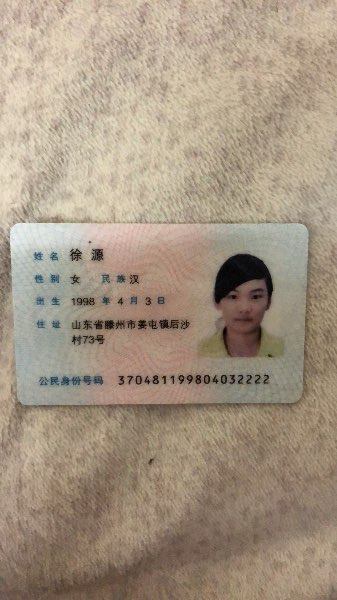 姓名 徐源
性别 女 民族 汉
出生 1998 年 4 月 3 日
住址 山东省滕州市姜屯镇后沙
村73号
公民身份号码 370481199804032222